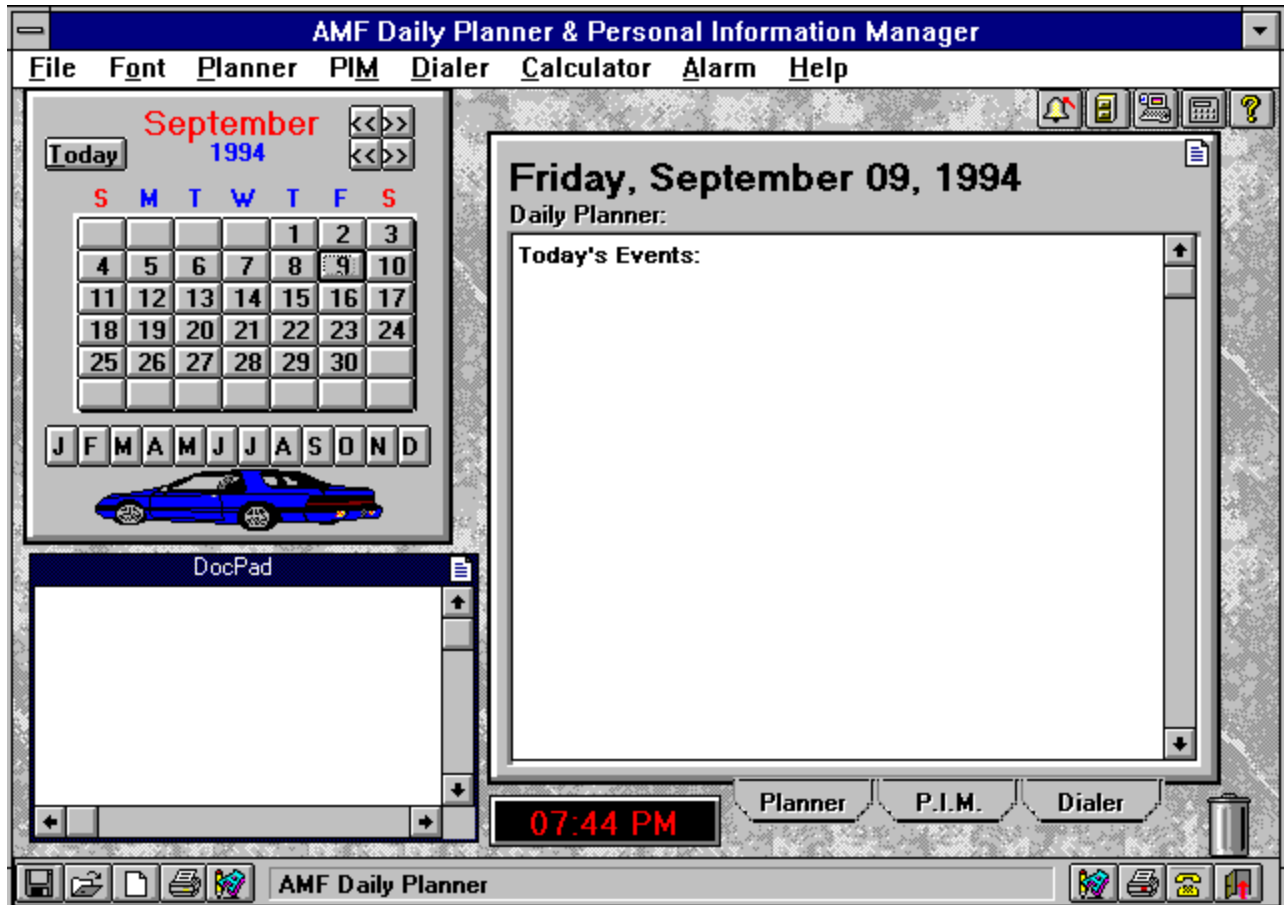 AMF Daily Planner & Personal Information Manager
File Font Planner PIM Dialer Calculator Alarm Help
September << >>
Today 1994 << >>
S M T W T F S
1 2 3
4 5 6 7 8 9 10
11 12 13 14 15 16 17
18 19 20 21 22 23 24
25 26 27 28 29 30
J F M A M J J A S O N D
DocPad
?
Friday, September 09, 1994
Daily Planner:
Today's Events:
07:44 PM
Planner P.I.M. Dialer
AMF Daily Planner